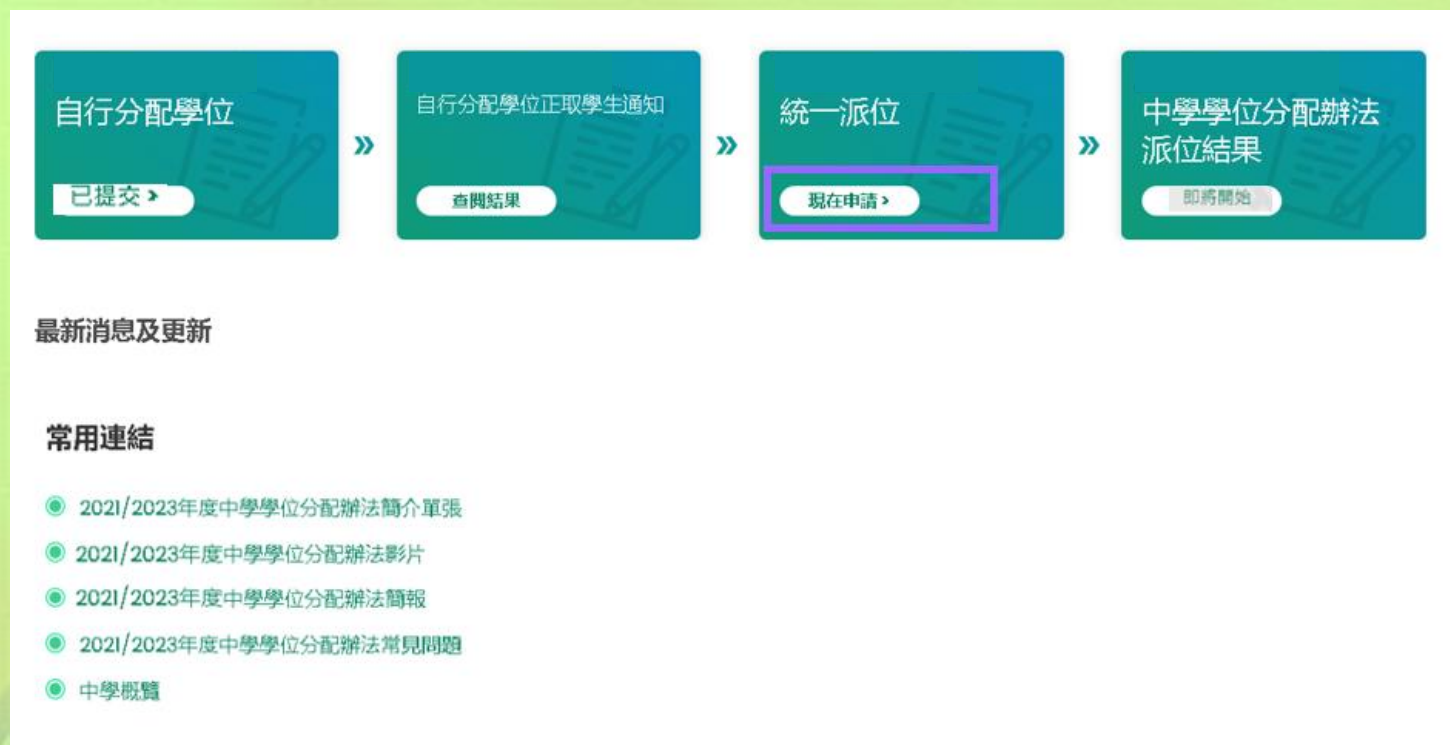 自行分配學位
已提交 >
»
自行分配學位正取學生通知
查閱結果
»
統一派位
現在申請 >
»
中學學位分配辦法
派位結果
即將開始
最新消息及更新
常用連結
2021/2023年度中學學位分配辦法簡介單張
2021/2023年度中學學位分配辦法影片
2021/2023年度中學學位分配辦法簡報
2021/2023年度中學學位分配辦法常見問題
中學概覽